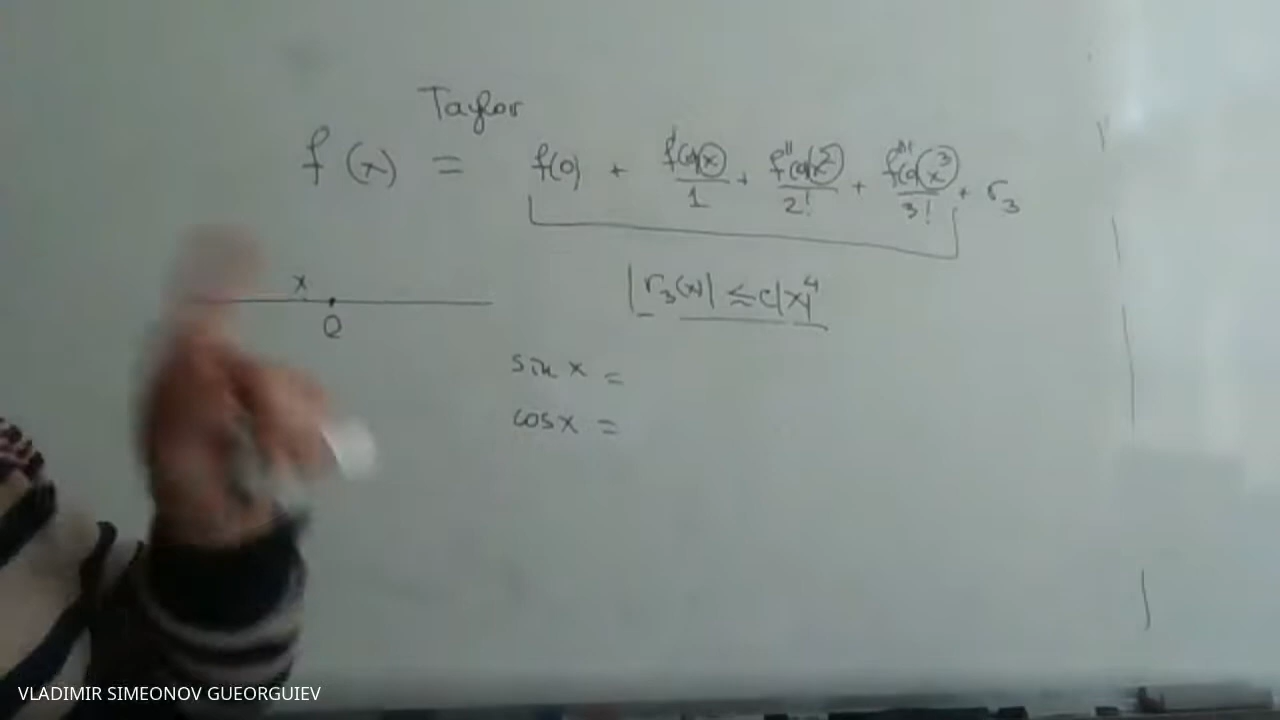 Taylor
f(x) = f(0) + f'(0)x/1 + f''(0)x²/2! + f'''(0)x³/3! + r₃
x
0
|r₃(x)| ≤ c|x|⁴
sin x =
cos x =
VLADIMIR SIMEONOV GUEORGUIEV